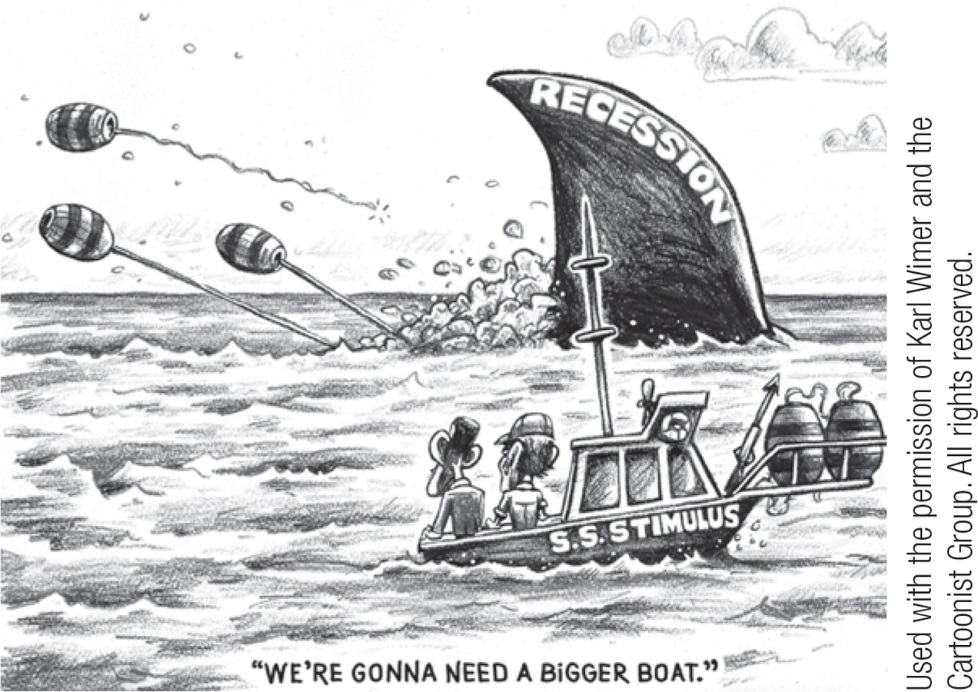 RECESSION
S.S. STIMULUS
"WE'RE GONNA NEED A BiGGER BOAT."
Used with the permission of Karl Wimer and the
Cartoonist Group. All rights reserved.